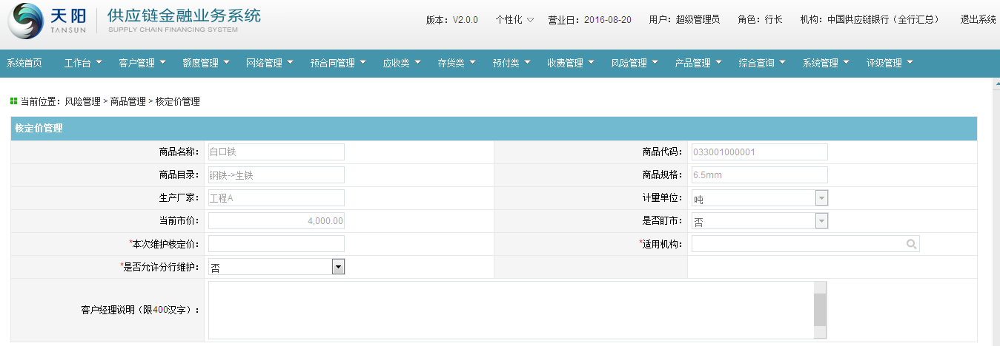 天阳 供应链金融业务系统
TANSUN SUPPLY CHAIN FINANCING SYSTEM
版本：V2.0.0 个性化 营业日：2016-08-20 用户：超级管理员 角色：行长 机构：中国供应链银行（全行汇总） 退出系统
系统首页 工作台 客户管理 额度管理 网络管理 预合同管理 应收类 存货类 预付类 收费管理 风险管理 产品管理 综合查询 系统管理 评级管理
当前位置：风险管理 > 商品管理 > 核定价管理
核定价管理
商品名称： 白口铁 商品代码： 033001000001
商品目录： 钢铁->生铁 商品规格： 6.5mm
生产厂家： 工程A 计量单位： 吨
当前市价： 4,000.00 是否盯市： 否
*本次维护核定价： *适用机构：
*是否允许分行维护： 否
客户经理说明（限400汉字）：